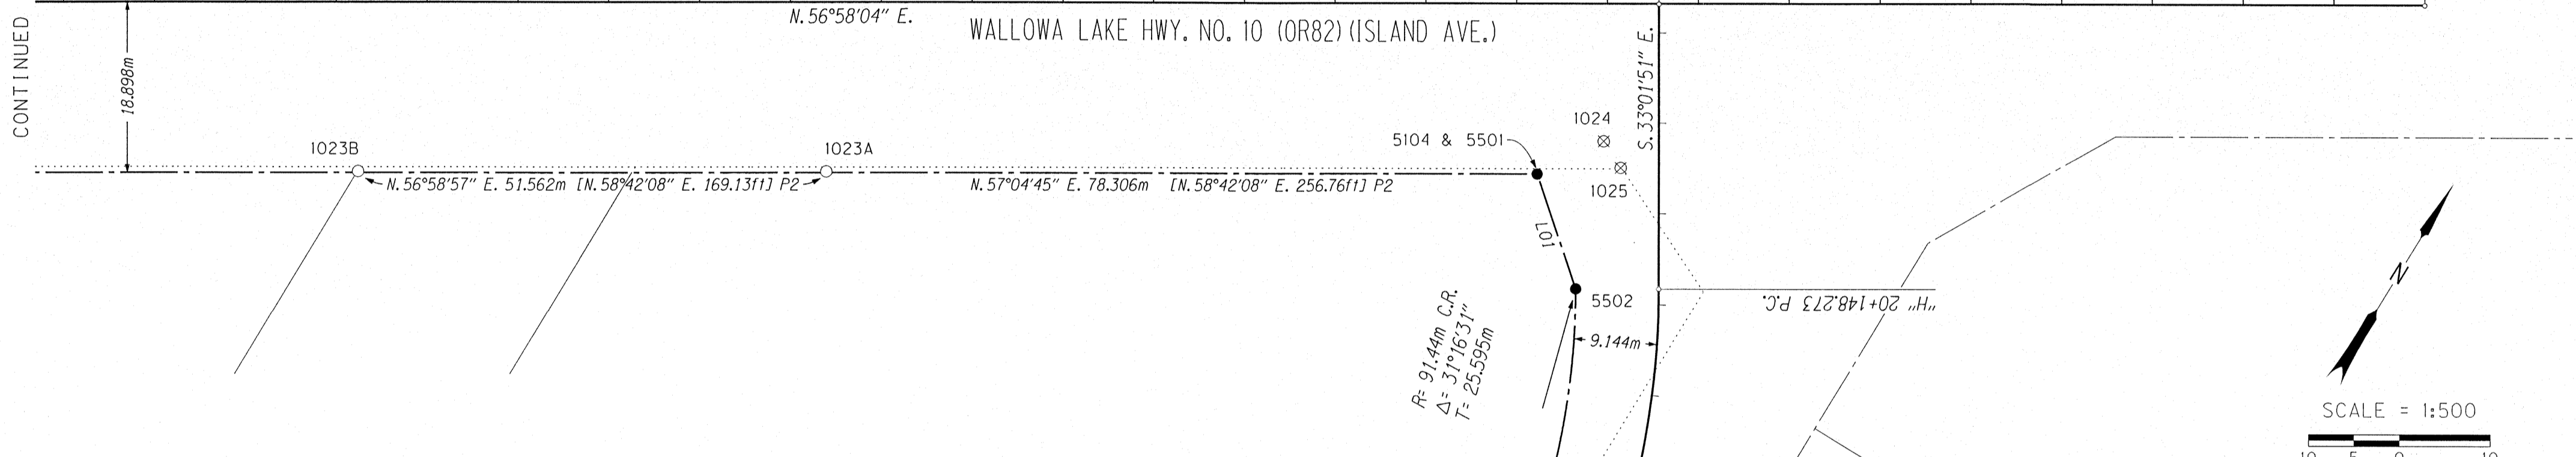 CONTINUED
18.898m
N.56°58'04" E.
WALLOWA LAKE HWY. NO. 10 (OR82) (ISLAND AVE.)
S.33°01'51" E.
1023B
1023A
5104 & 5501
1024
1025
N.56°58'57" E. 51.562m [N.58°42'08" E. 169.13ft] P2
N.57°04'45" E. 78.306m [N.58°42'08" E. 256.76ft] P2
L01
5502
9.144m
"H" 20+148.273 P.C.
R= 91.44m C.R.
Δ= 31°16'31"
T= 25.595m
N
SCALE = 1:500
10 5 0 10